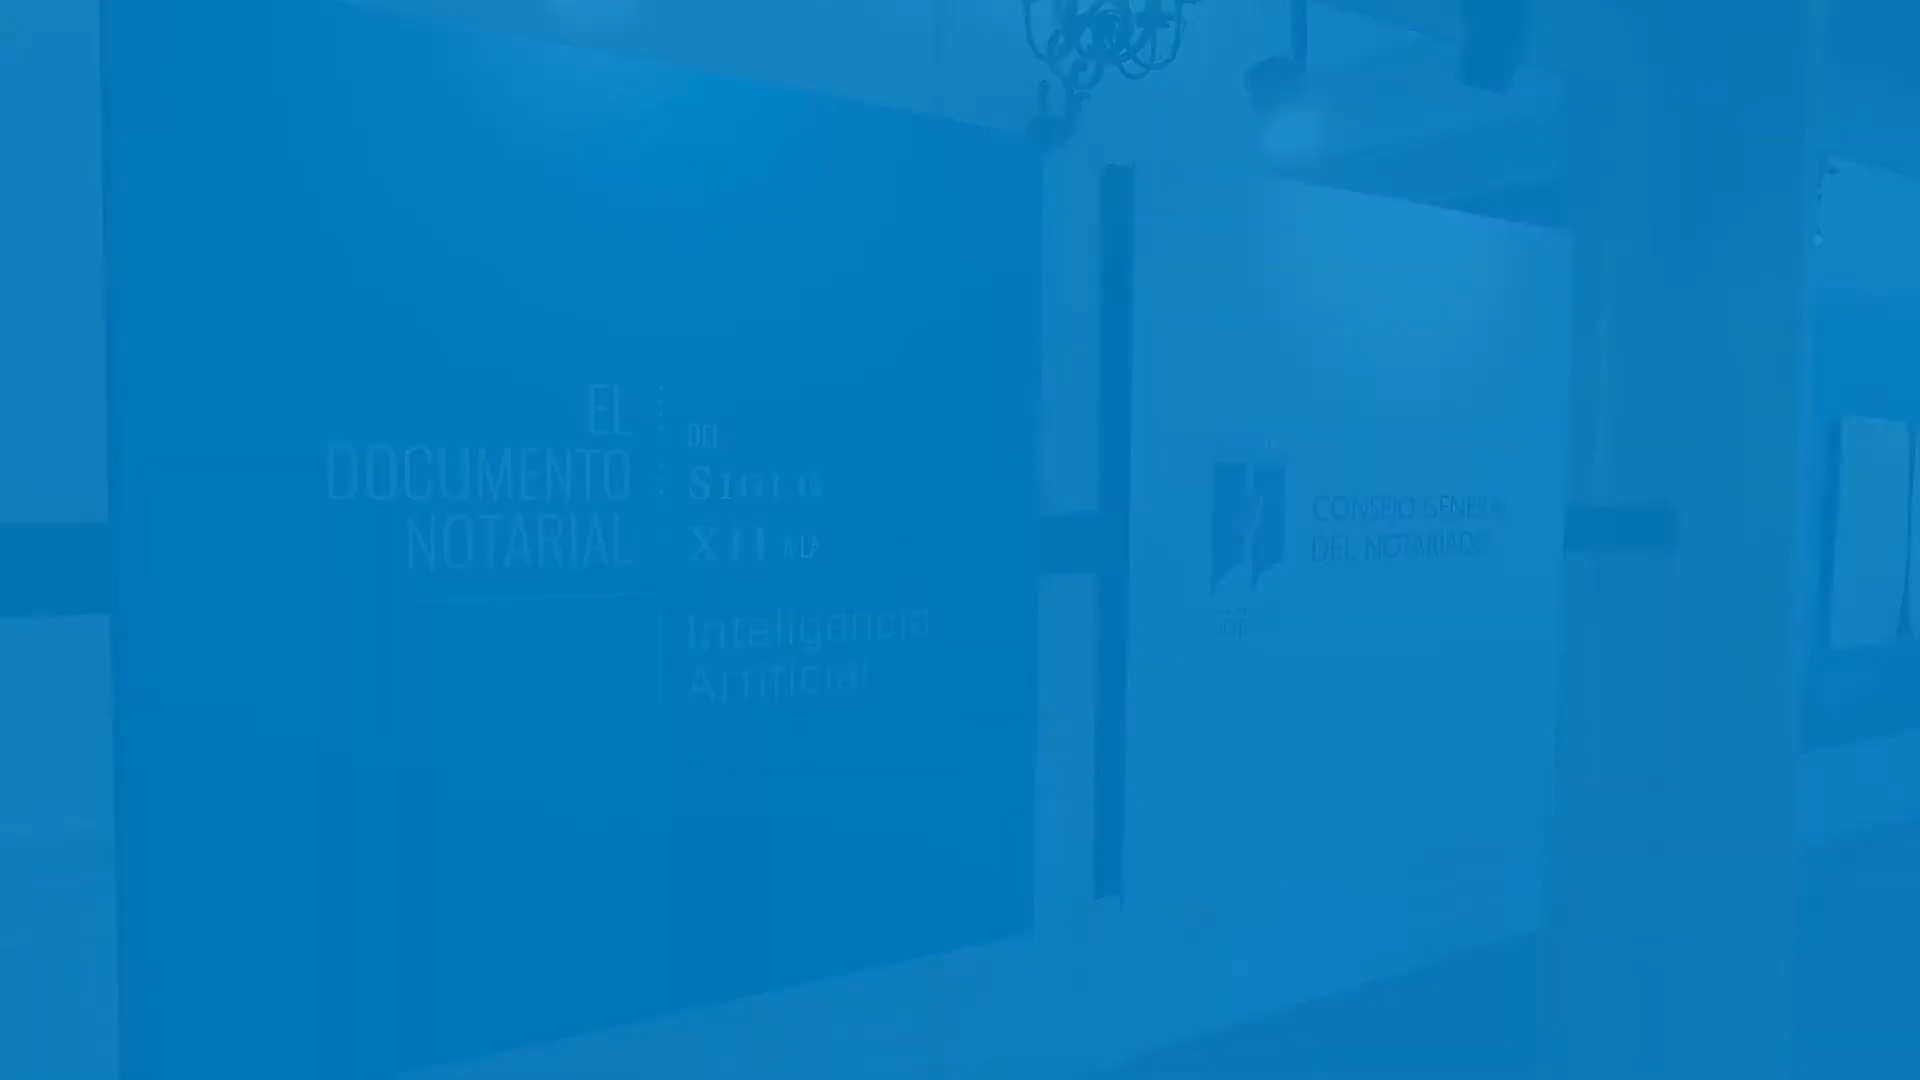 EL
DOCUMENTO
NOTARIAL
DEL
SIGLO
XII A LA
Inteligencia
Artificial
CONSEJO GENERAL
DEL NOTARIADO